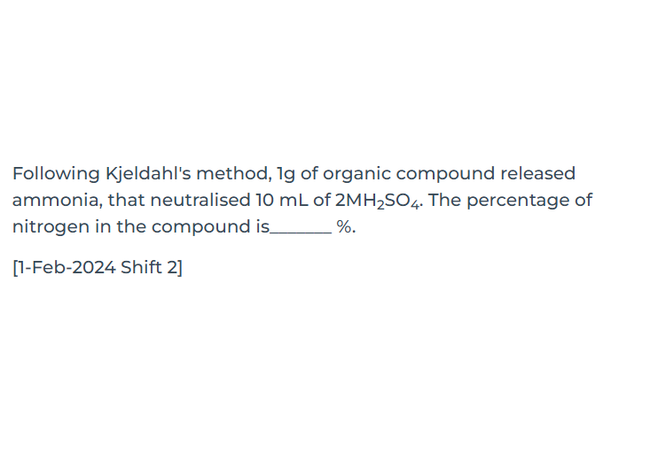 Following Kjeldahl's method, 1g of organic compound released
ammonia, that neutralised 10 mL of 2MH₂SO₄. The percentage of
nitrogen in the compound is_______ %.
[1-Feb-2024 Shift 2]